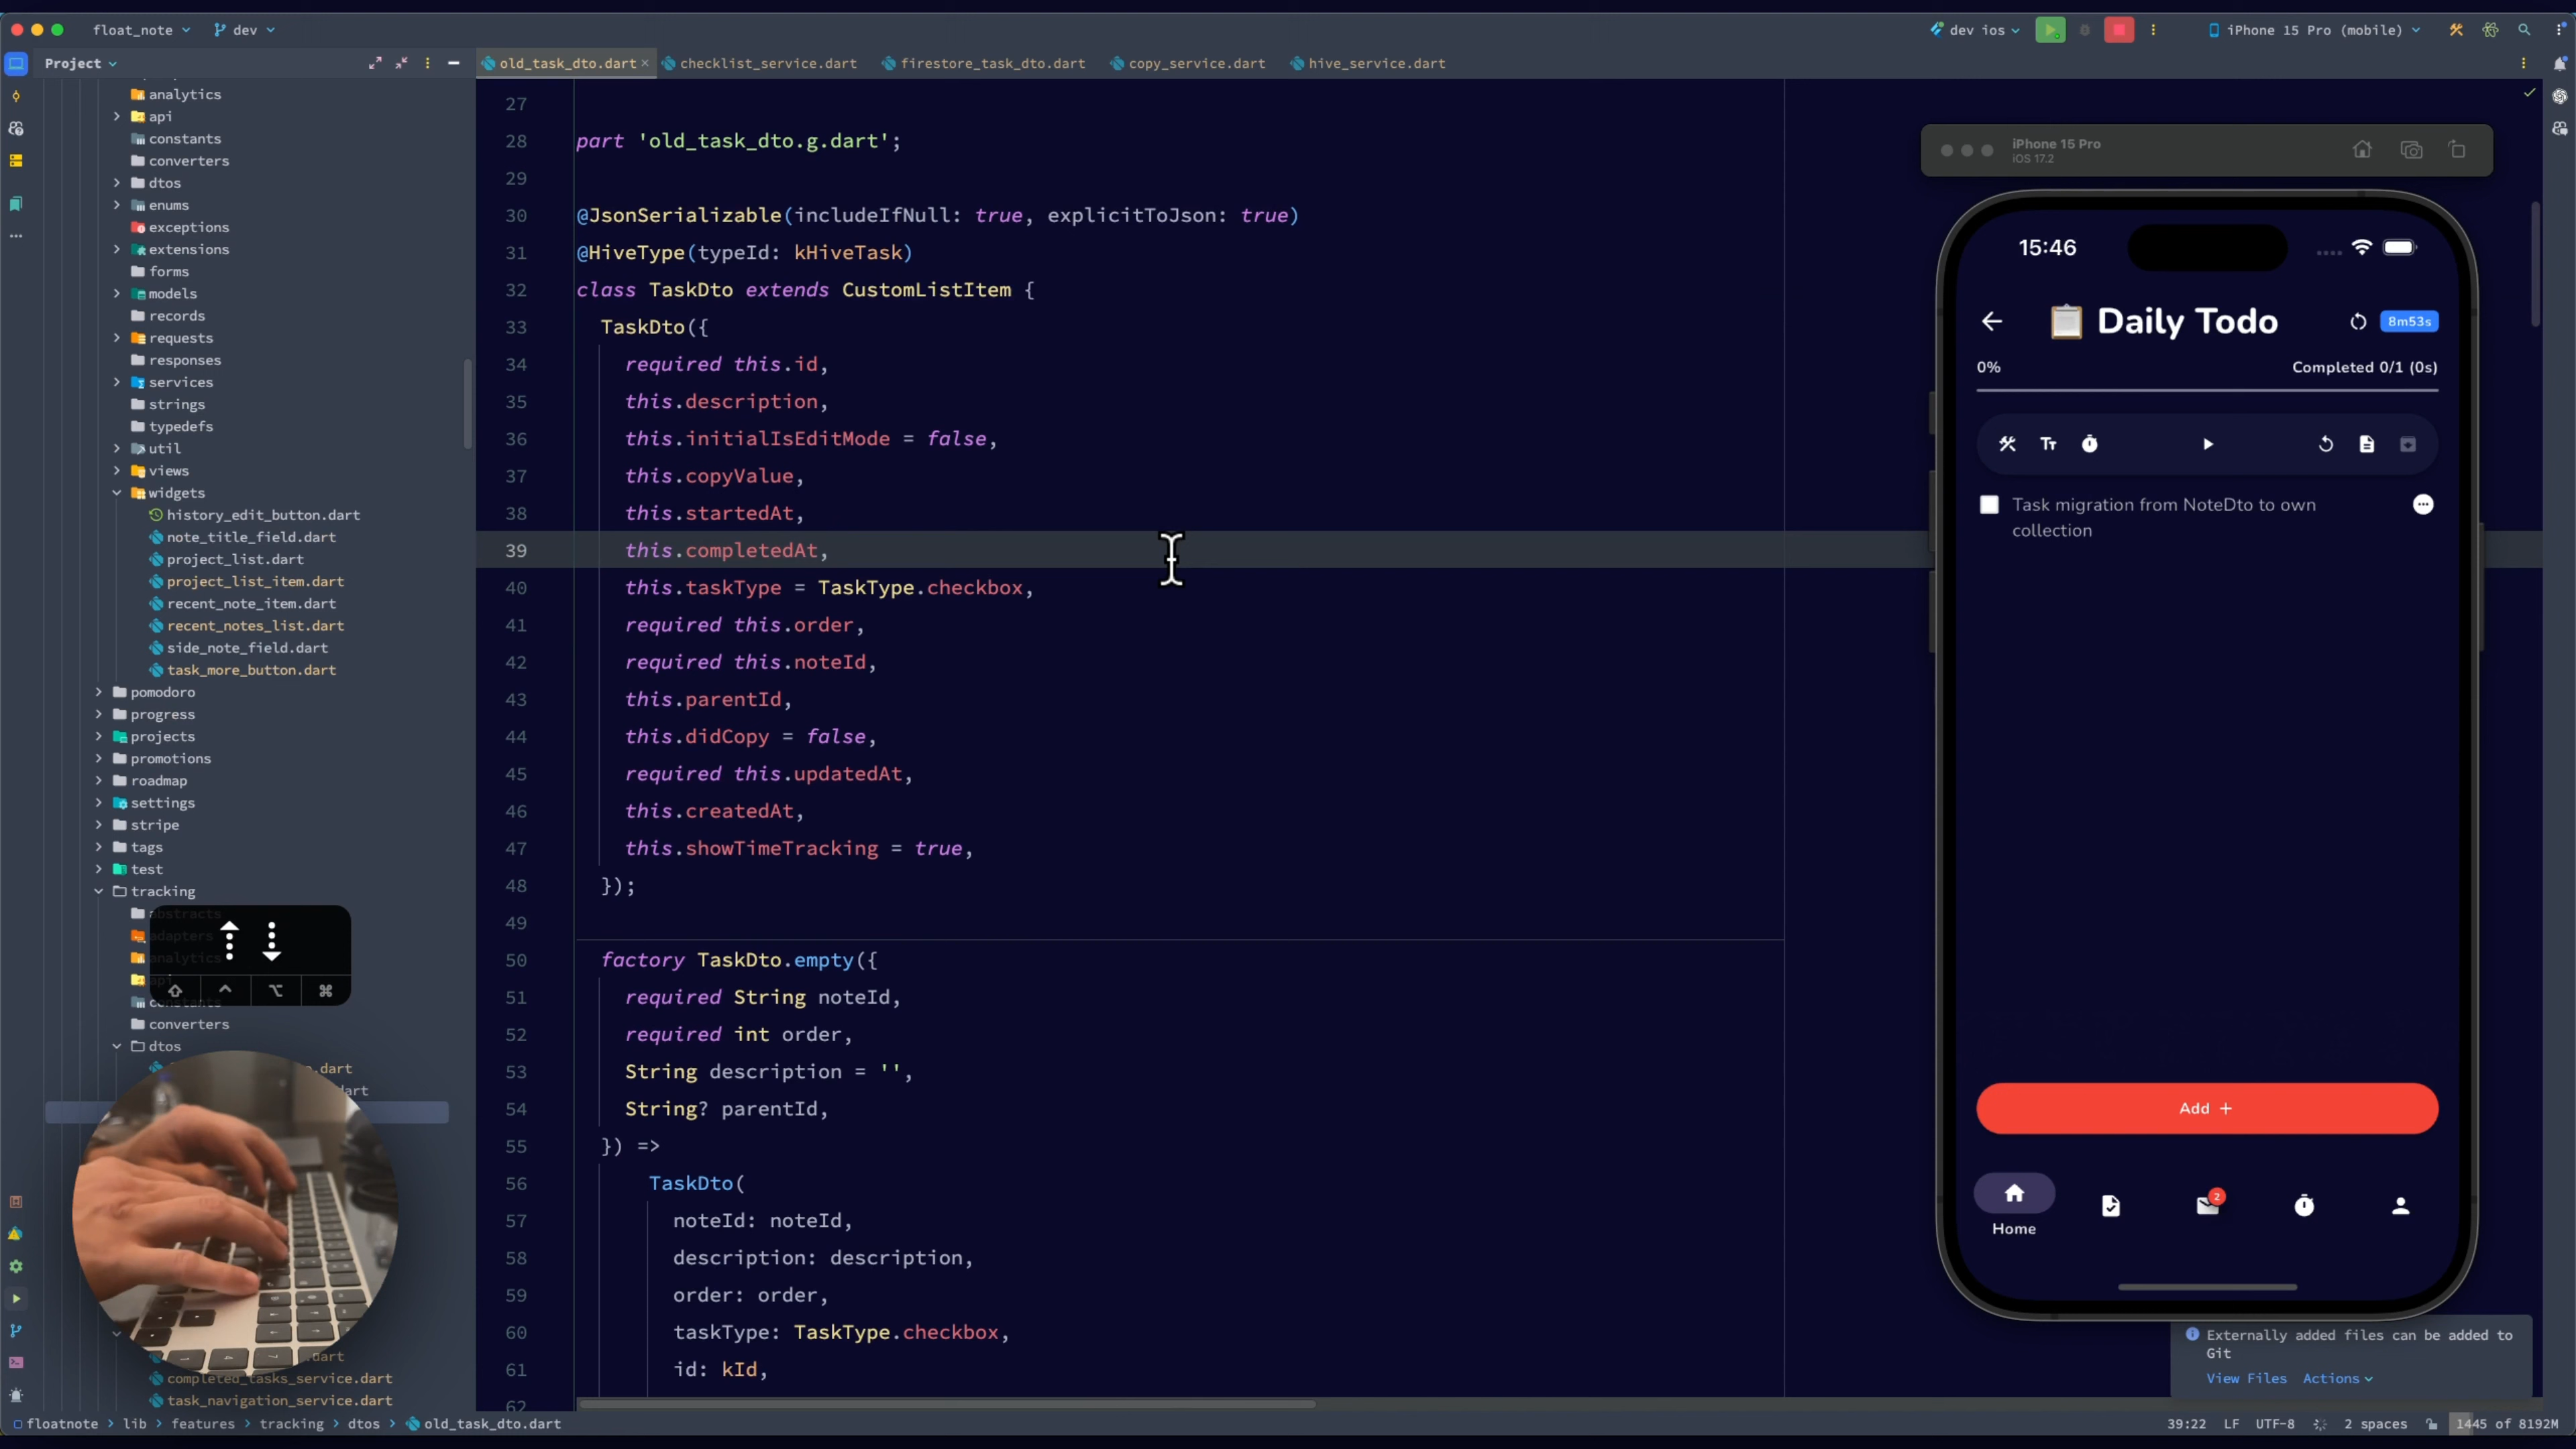 float_note
dev
dev ios
iPhone 15 Pro (mobile)
Project
old_task_dto.dart
checklist_service.dart
firestore_task_dto.dart
copy_service.dart
hive_service.dart
analytics
api
constants
converters
dtos
enums
exceptions
extensions
forms
models
records
requests
responses
services
strings
typedefs
util
views
widgets
history_edit_button.dart
note_title_field.dart
project_list.dart
project_list_item.dart
recent_note_item.dart
recent_notes_list.dart
side_note_field.dart
task_more_button.dart
pomodoro
progress
projects
promotions
roadmap
settings
stripe
tags
test
tracking
abstracts
adapters
analytics
converters
dtos
.dart
completed_tasks_service.dart
task_navigation_service.dart
27
28 part 'old_task_dto.g.dart';
29
30 @JsonSerializable(includeIfNull: true, explicitToJson: true)
31 @HiveType(typeId: kHiveTask)
32 class TaskDto extends CustomListItem {
33 TaskDto({
34 required this.id,
35 this.description,
36 this.initialIsEditMode = false,
37 this.copyValue,
38 this.startedAt,
39 this.completedAt,
40 this.taskType = TaskType.checkbox,
41 required this.order,
42 required this.noteId,
43 this.parentId,
44 this.didCopy = false,
45 required this.updatedAt,
46 this.createdAt,
47 this.showTimeTracking = true,
48 });
49
50 factory TaskDto.empty({
51 required String noteId,
52 required int order,
53 String description = '',
54 String? parentId,
55 }) =>
56 TaskDto(
57 noteId: noteId,
58 description: description,
59 order: order,
60 taskType: TaskType.checkbox,
61 id: kId,
62
iPhone 15 Pro
iOS 17.2
15:46
📋 Daily Todo
8m53s
0%
Completed 0/1 (0s)
Task migration from NoteDto to own
collection
Add +
2
Home
Externally added files can be added to
Git
View Files Actions
floatnote > lib > features > tracking > dtos > old_task_dto.dart
39:22 LF UTF-8 2 spaces 1445 of 8192M